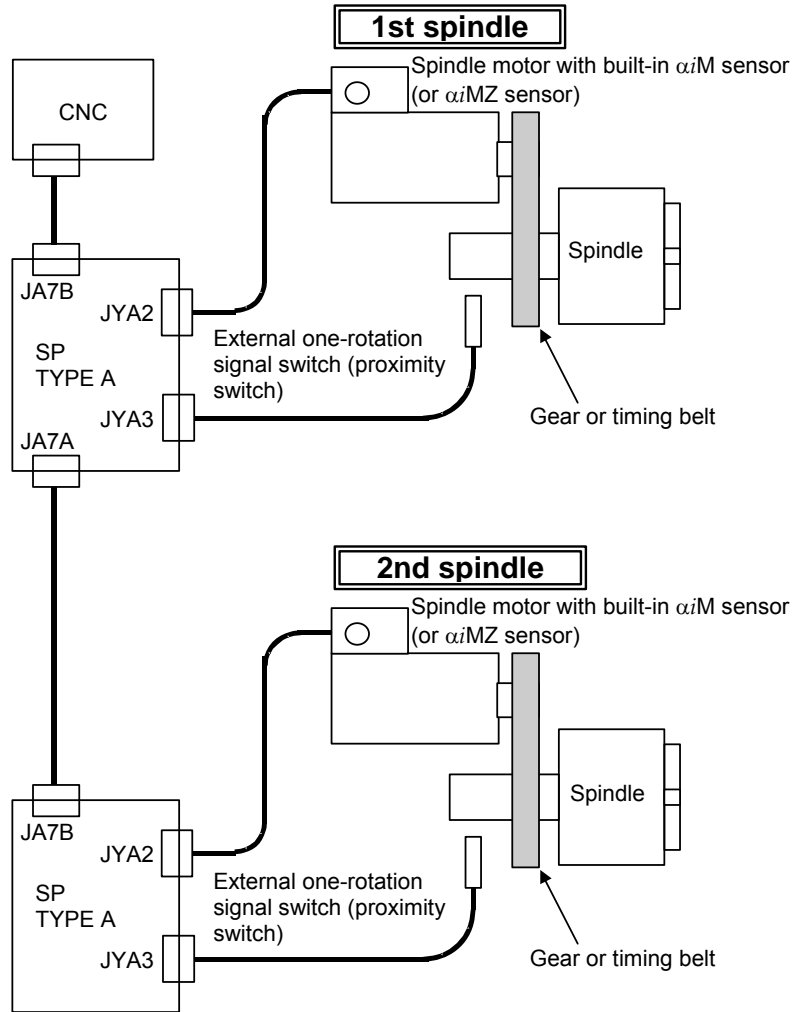 1st spindle
Spindle motor with built-in αiM sensor
(or αiMZ sensor)
CNC
Spindle
JA7B
JYA2
SP
TYPE A
External one-rotation
signal switch (proximity
switch)
JYA3
Gear or timing belt
JA7A
2nd spindle
Spindle motor with built-in αiM sensor
(or αiMZ sensor)
Spindle
JA7B
JYA2
SP
TYPE A
External one-rotation
signal switch (proximity
switch)
JYA3
Gear or timing belt